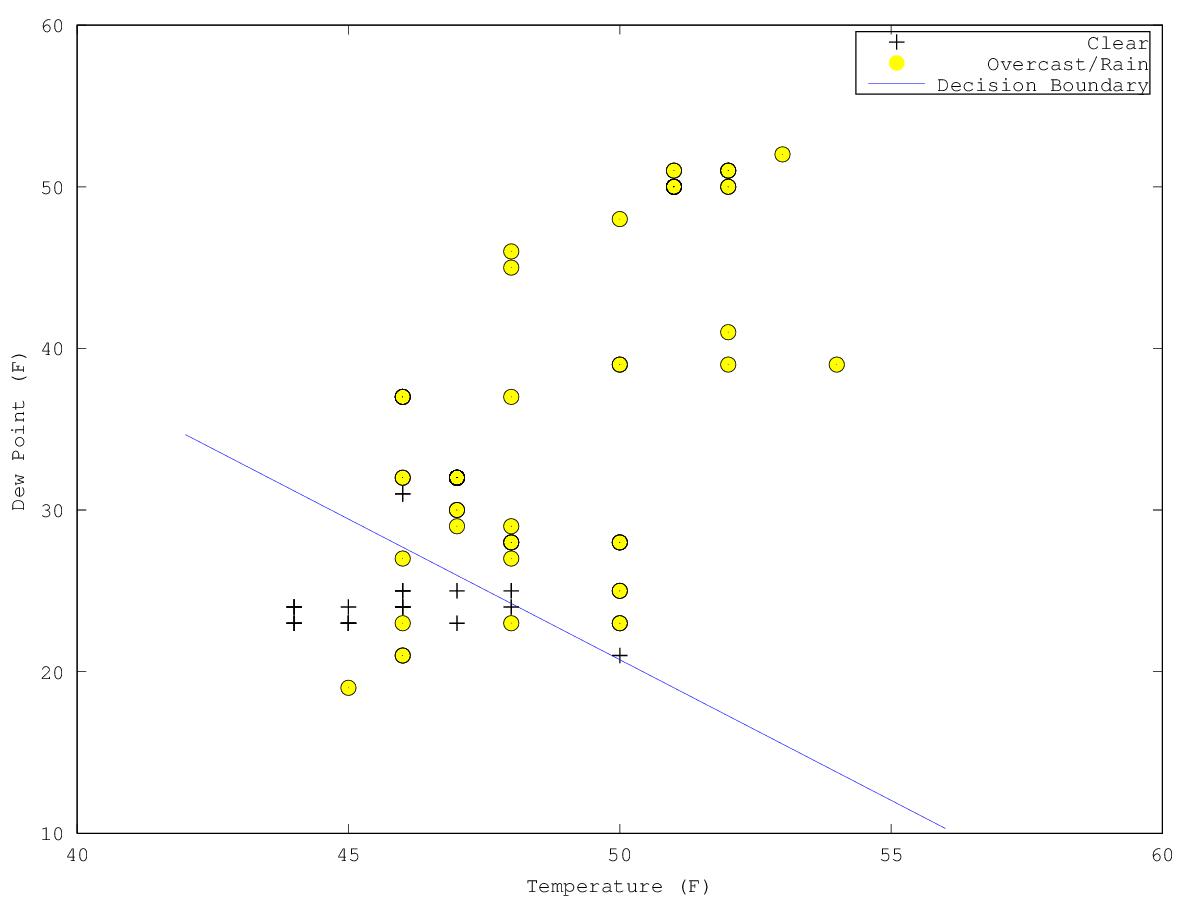 60
50
40
30
20
10
40 45 50 55 60
Dew Point (F)
Temperature (F)
Clear
Overcast/Rain
Decision Boundary